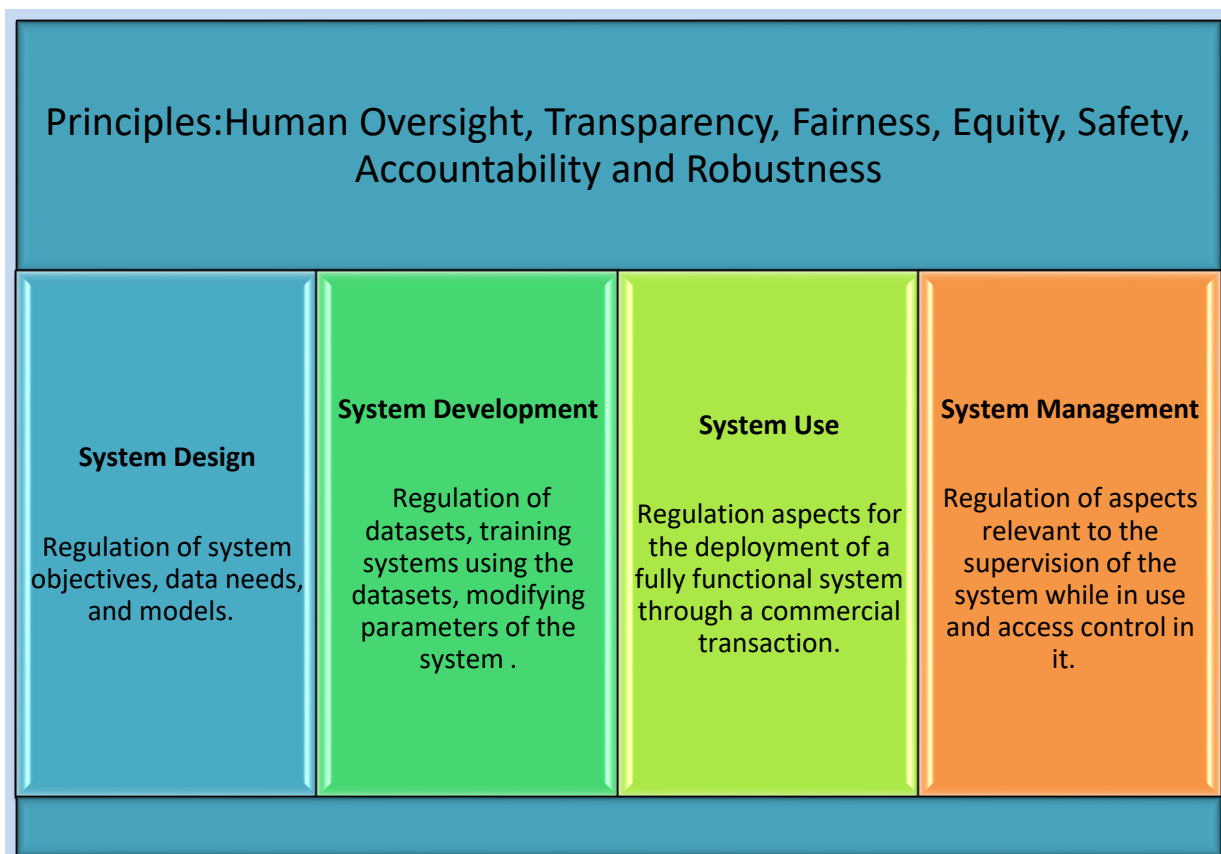 Principles:Human Oversight, Transparency, Fairness, Equity, Safety,
Accountability and Robustness
System Design
Regulation of system
objectives, data needs,
and models.
System Development
Regulation of
datasets, training
systems using the
datasets, modifying
parameters of the
system .
System Use
Regulation aspects for
the deployment of a
fully functional system
through a commercial
transaction.
System Management
Regulation of aspects
relevant to the
supervision of the
system while in use
and access control in
it.